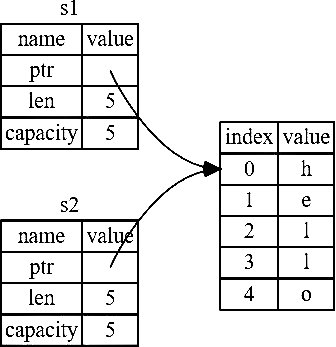 s1
name value
ptr
len 5
capacity 5
s2
name value
ptr
len 5
capacity 5
index value
0 h
1 e
2 l
3 l
4 o